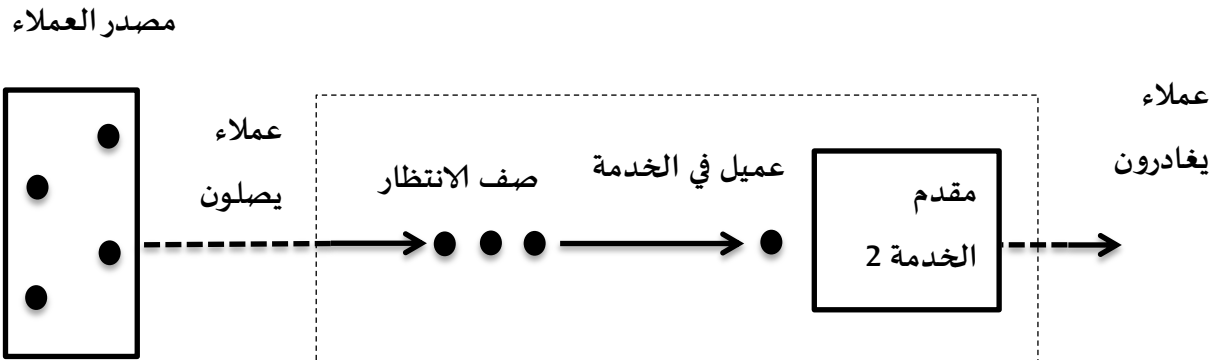 مصدر العملاء
عملاء
يصلون
صف الانتظار
عميل في الخدمة
مقدم
الخدمة 2
عملاء
يغادرون